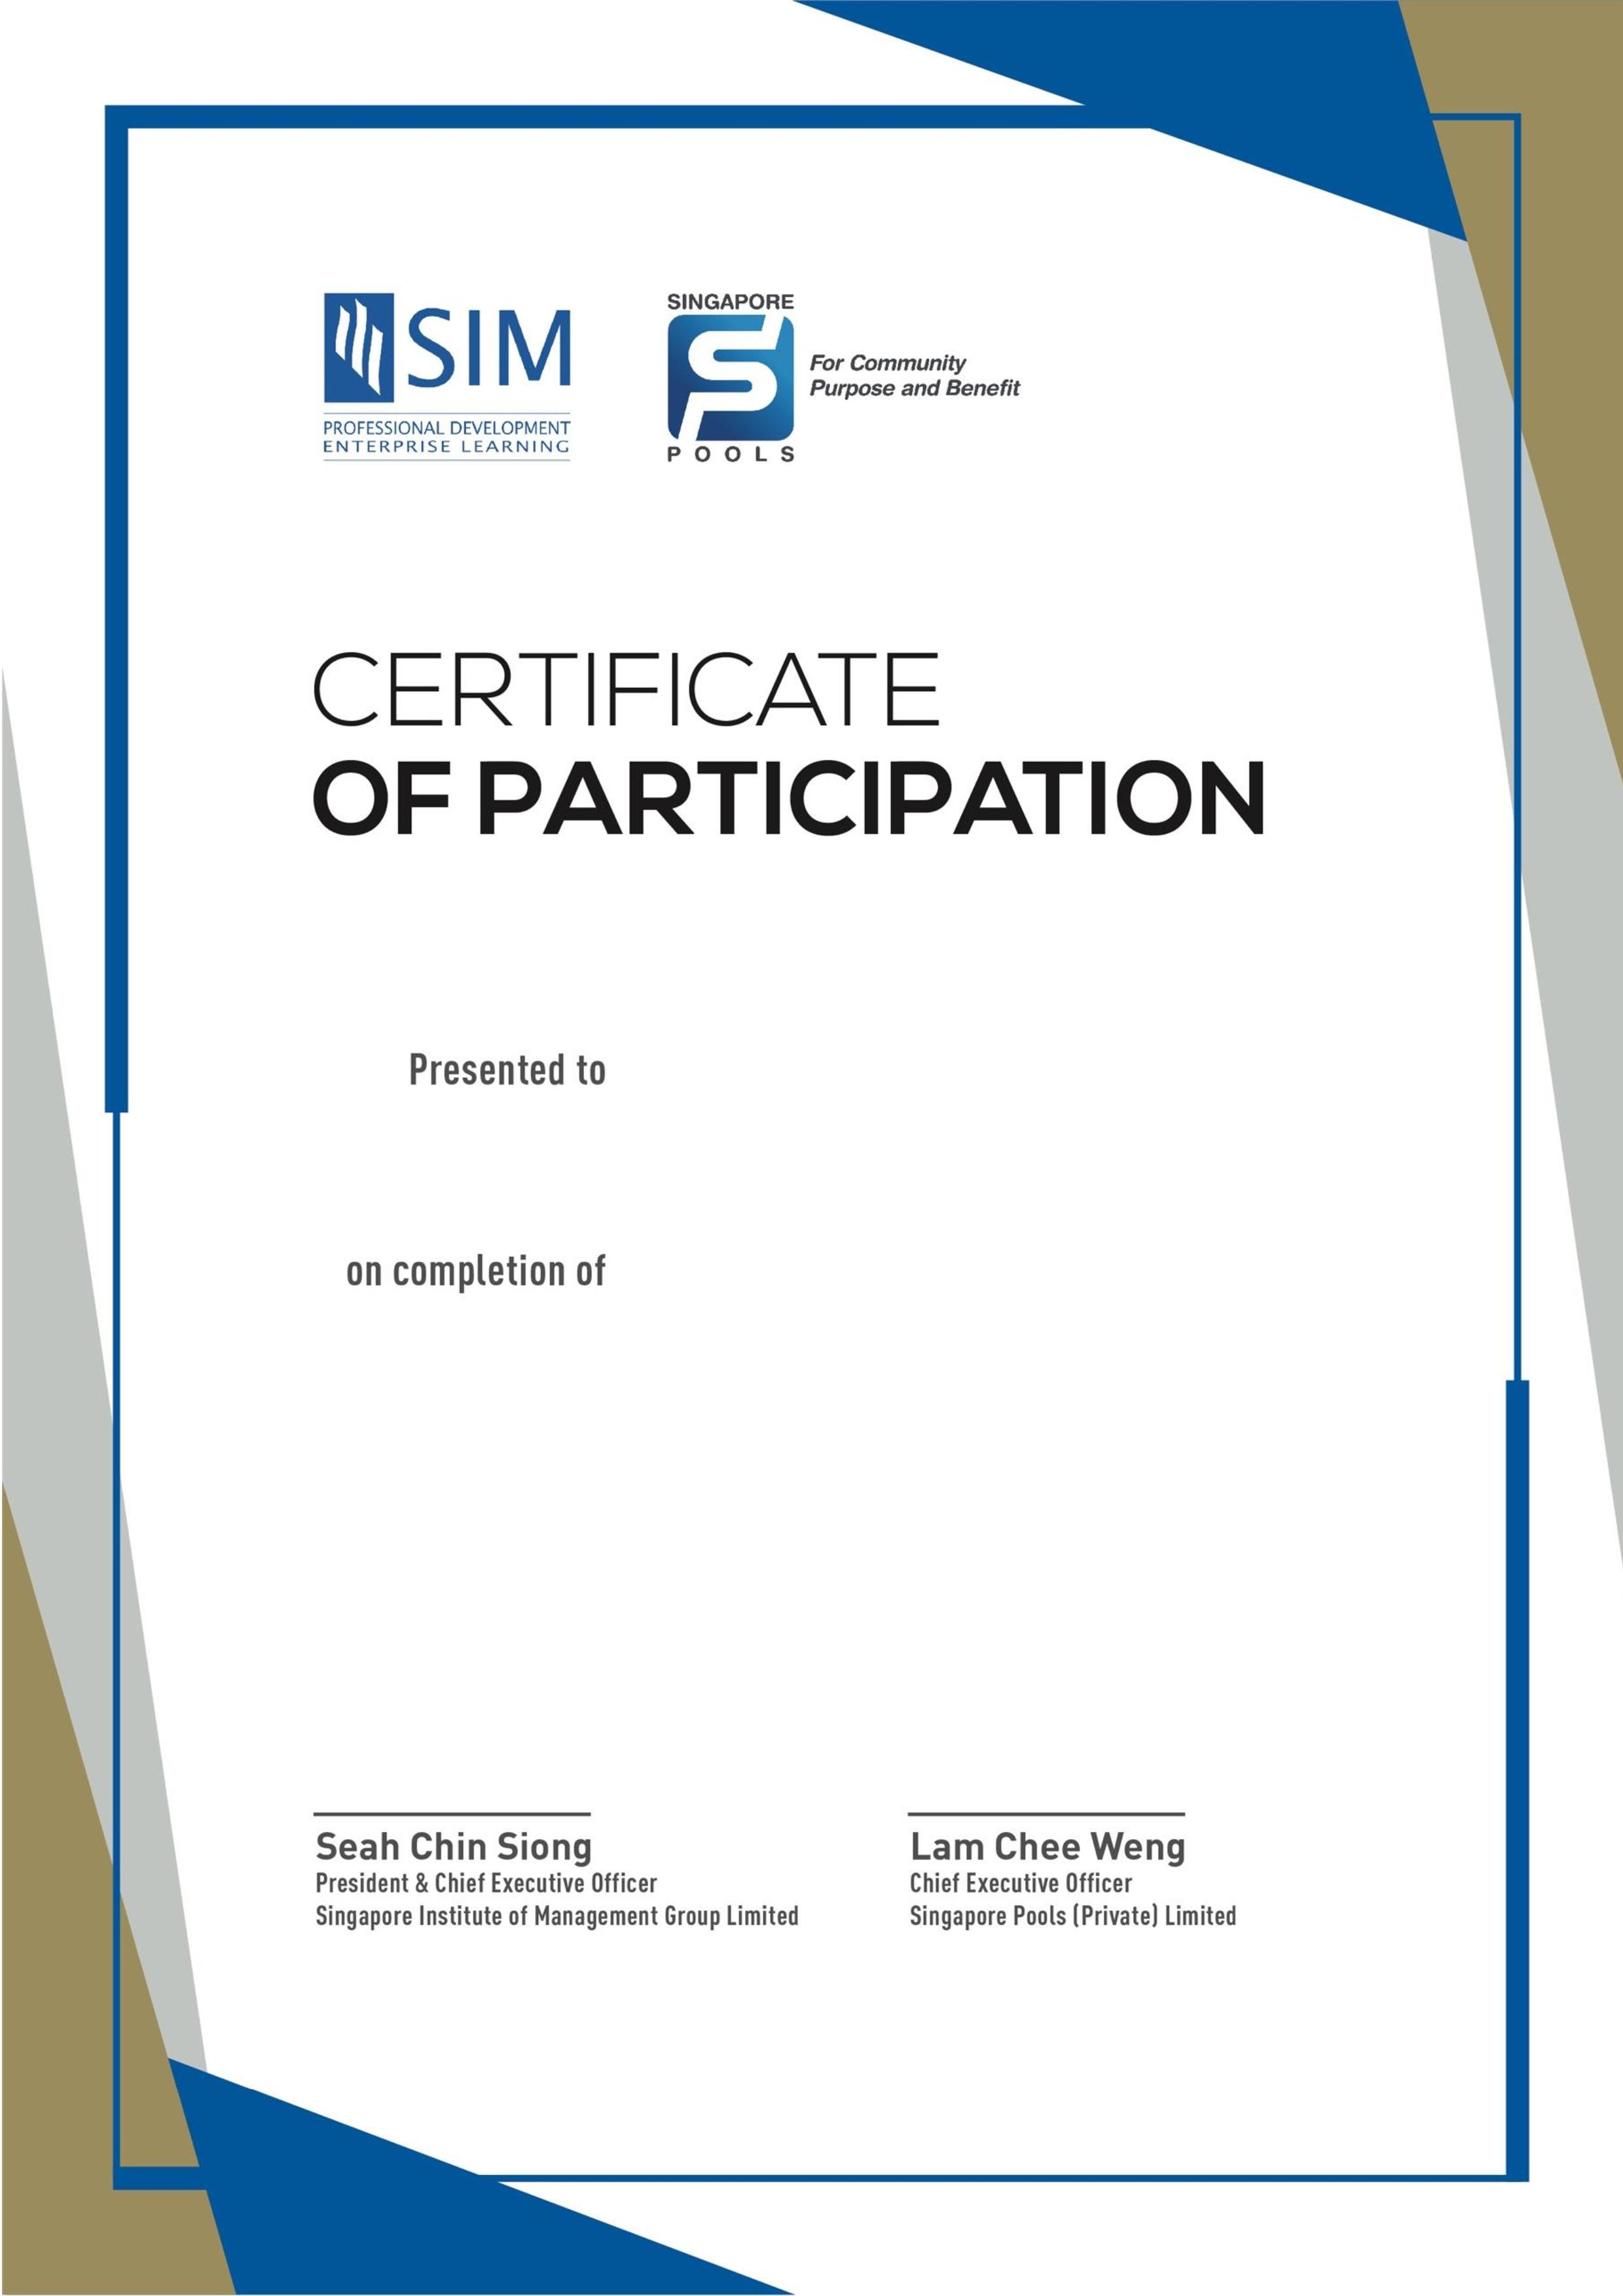 SIM
PROFESSIONAL DEVELOPMENT
ENTERPRISE LEARNING
SINGAPORE
POOLS
For Community
Purpose and Benefit
CERTIFICATE
OF PARTICIPATION
Presented to
on completion of
Seah Chin Siong
President & Chief Executive Officer
Singapore Institute of Management Group Limited
Lam Chee Weng
Chief Executive Officer
Singapore Pools (Private) Limited